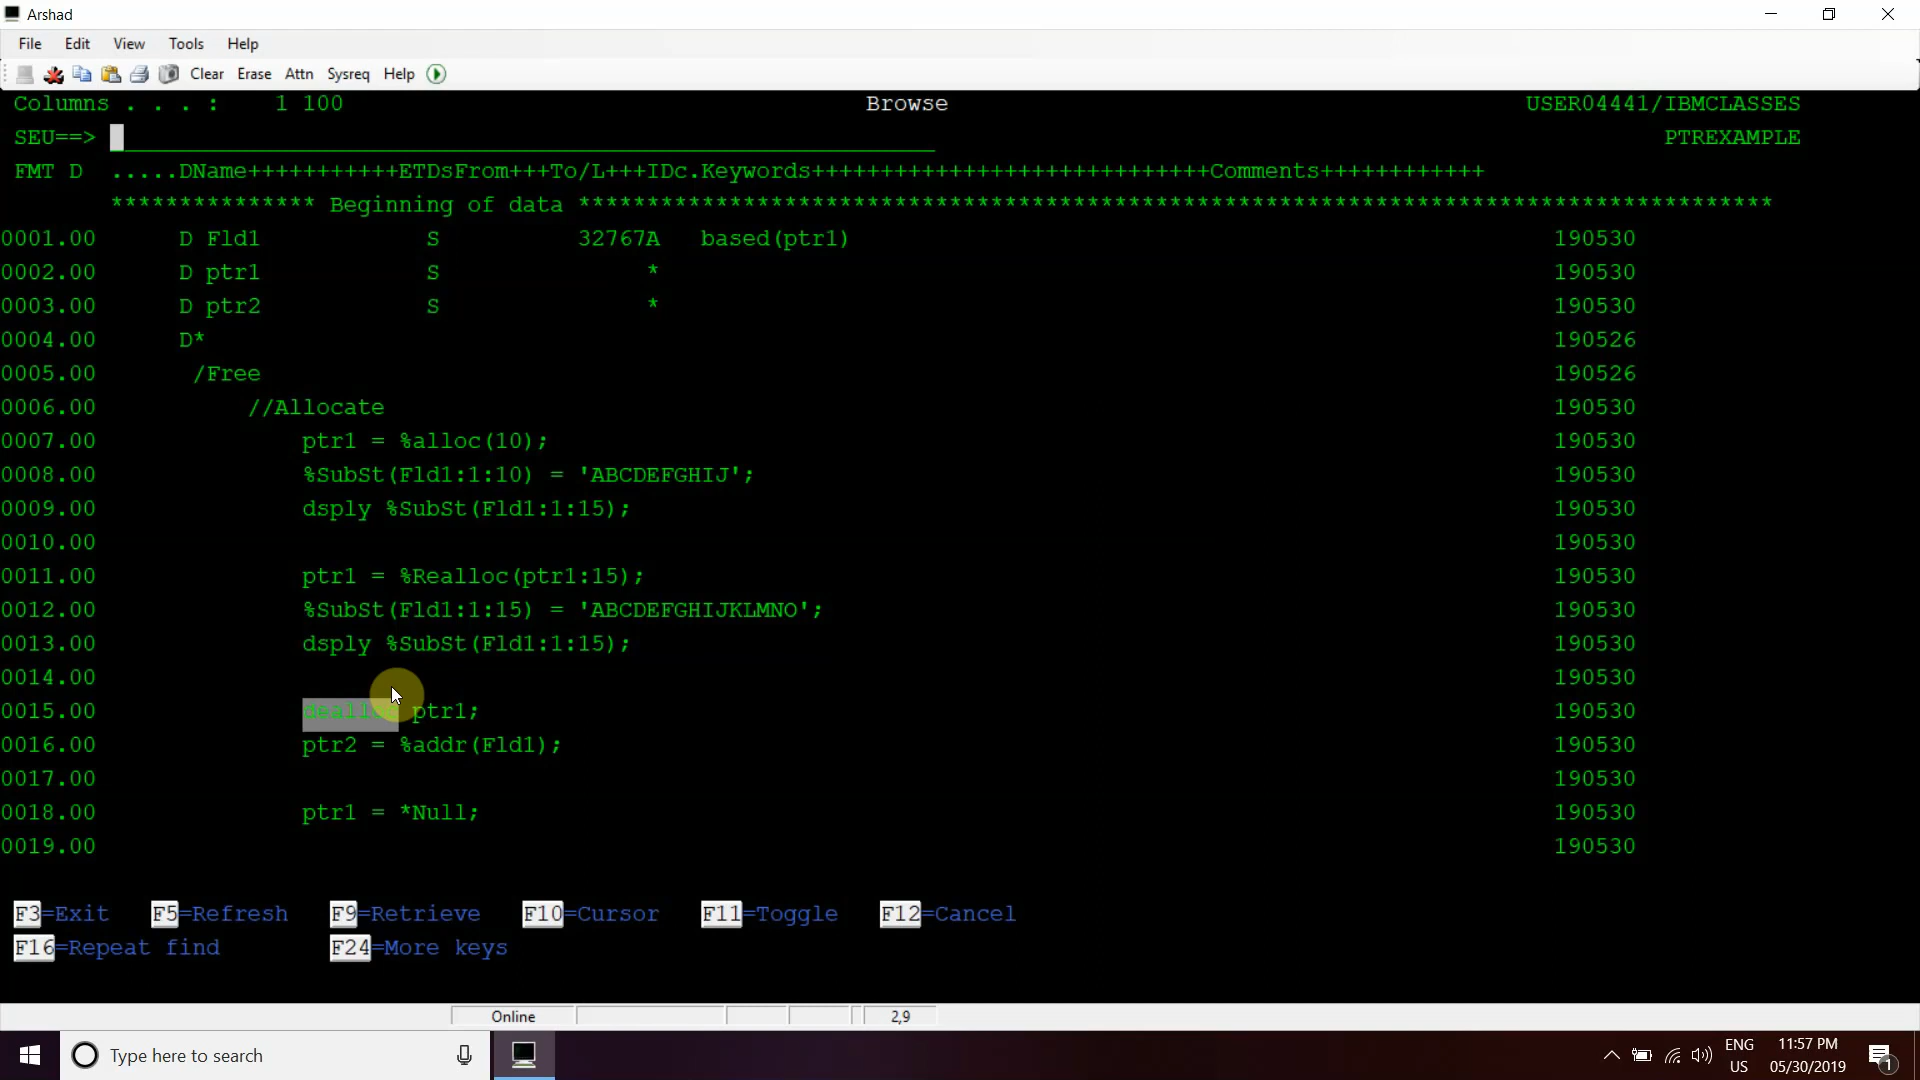 Arshad
File Edit View Tools Help
Clear Erase Attn Sysreq Help
Columns . . . : 1 100 Browse USER04441/IBMCLASSES
SEU==> PTREXAMPLE
FMT D .....DName+++++++++++ETDsFrom+++To/L+++IDc.Keywords+++++++++++++++++++++++++++++Comments++++++++++++
*************** Beginning of data ***************************************************************************************
0001.00 D Fld1 S 32767A based(ptr1) 190530
0002.00 D ptr1 S * 190530
0003.00 D ptr2 S * 190530
0004.00 D* 190526
0005.00 /Free 190526
0006.00 //Allocate 190530
0007.00 ptr1 = %alloc(10); 190530
0008.00 %SubSt(Fld1:1:10) = 'ABCDEFGHIJ'; 190530
0009.00 dsply %SubSt(Fld1:1:15); 190530
0010.00 190530
0011.00 ptr1 = %Realloc(ptr1:15); 190530
0012.00 %SubSt(Fld1:1:15) = 'ABCDEFGHIJKLMNO'; 190530
0013.00 dsply %SubSt(Fld1:1:15); 190530
0014.00 190530
0015.00 dealloc ptr1; 190530
0016.00 ptr2 = %addr(Fld1); 190530
0017.00 190530
0018.00 ptr1 = *Null; 190530
0019.00 190530
F3=Exit F5=Refresh F9=Retrieve F10=Cursor F11=Toggle F12=Cancel
F16=Repeat find F24=More keys
Online 2,9
Type here to search
ENG 11:57 PM
US 05/30/2019 1